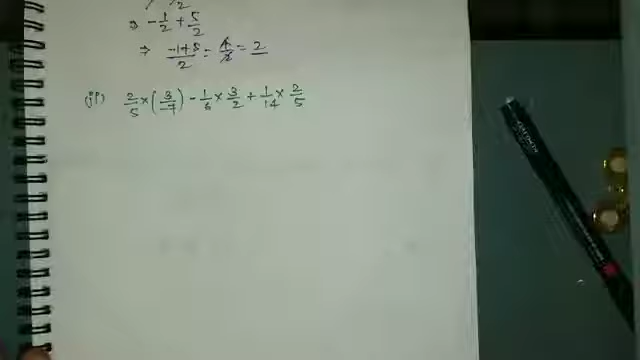 ⇒ -1/2 + 5/2
⇒ -1+5/2 = 4/2 = 2
(ii) 2/5 × (3/-7) - 1/6 × 3/2 + 1/14 × 2/5